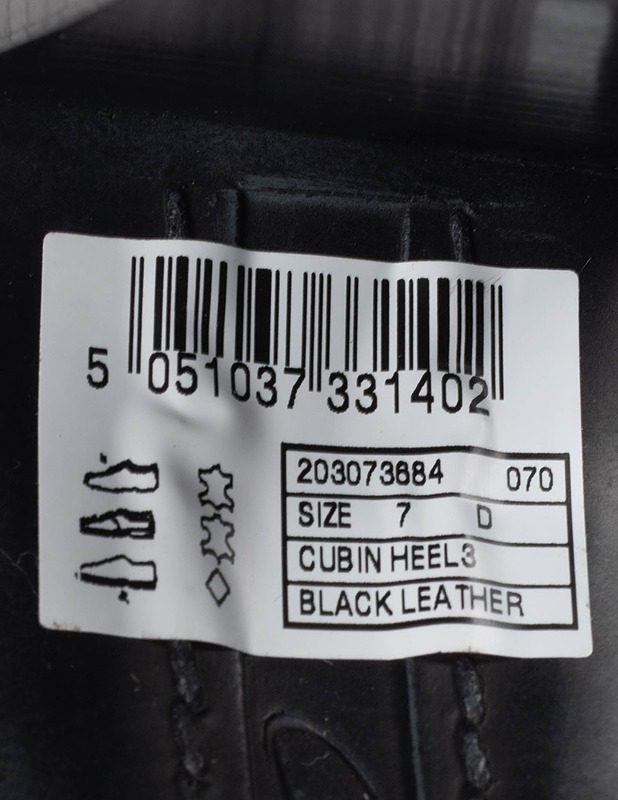 5 051037 331402
203073684 070
SIZE 7 D
CUBIN HEEL3
BLACK LEATHER